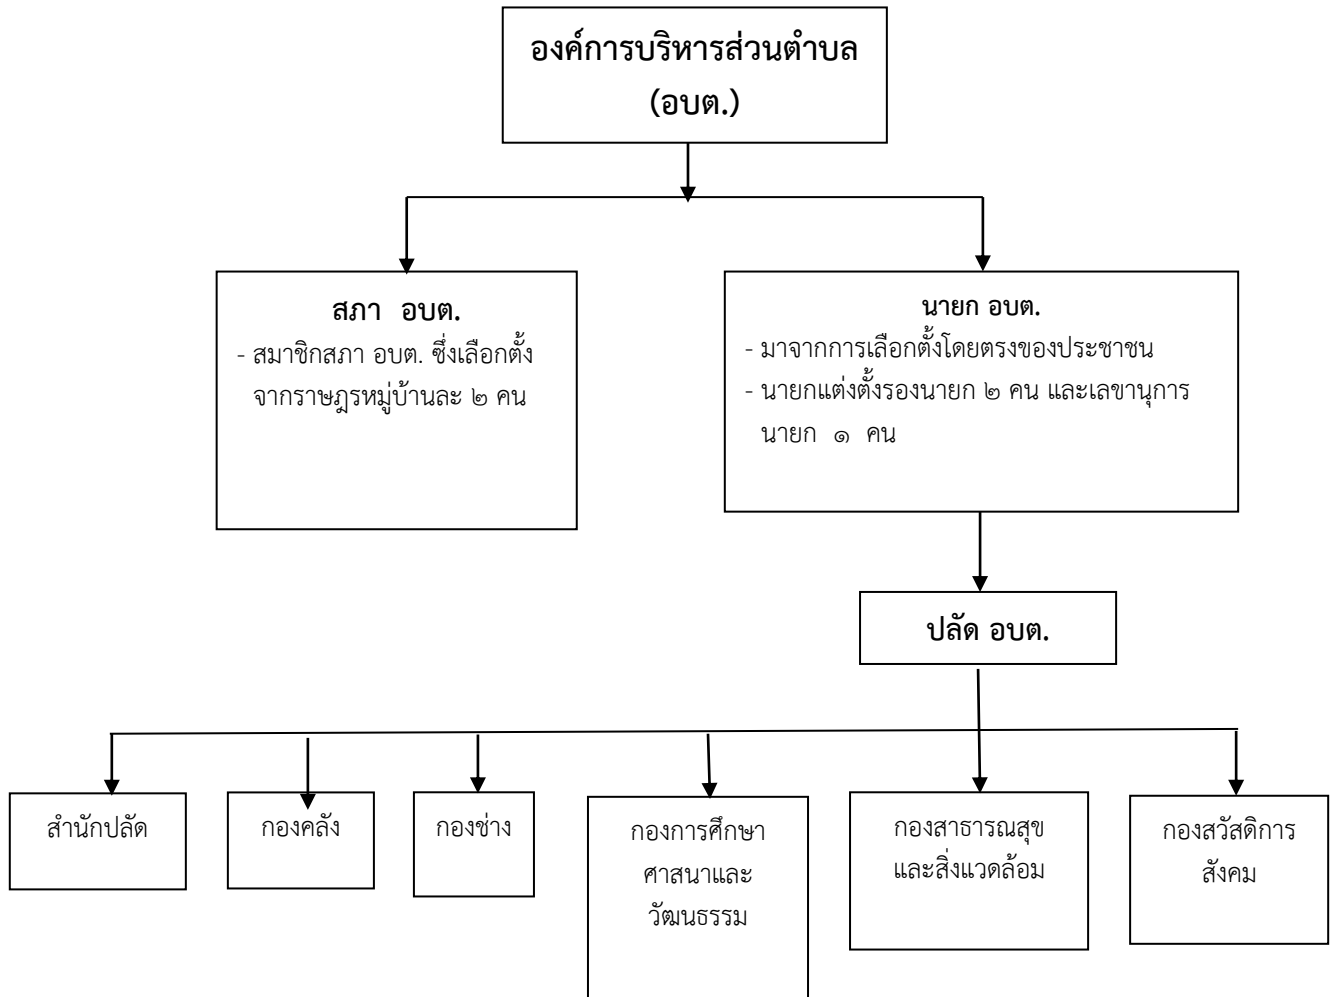 องค์การบริหารส่วนตำบล
(อบต.)
สภา อบต.
- สมาชิกสภา อบต. ซึ่งเลือกตั้ง
จากราษฎรหมู่บ้านละ ๒ คน
นายก อบต.
- มาจากการเลือกตั้งโดยตรงของประชาชน
- นายกแต่งตั้งรองนายก ๒ คน และเลขานุการ
นายก ๑ คน
ปลัด อบต.
สำนักปลัด
กองคลัง
กองช่าง
กองการศึกษา
ศาสนาและ
วัฒนธรรม
กองสาธารณสุข
และสิ่งแวดล้อม
กองสวัสดิการ
สังคม